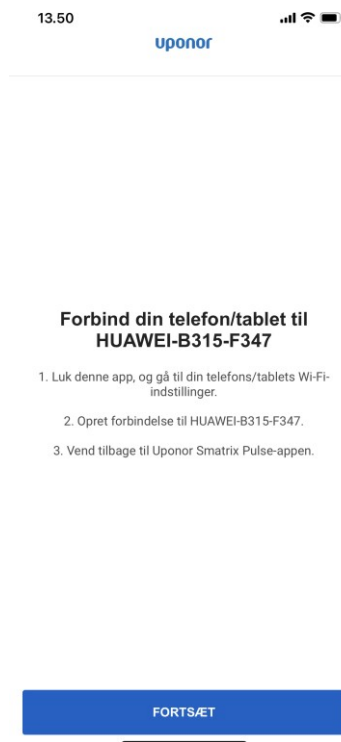 13.50
uponor
Forbind din telefon/tablet til
HUAWEI-B315-F347
1. Luk denne app, og gå til din telefons/tablets Wi-Fi-
indstillinger.
2. Opret forbindelse til HUAWEI-B315-F347.
3. Vend tilbage til Uponor Smatrix Pulse-appen.
FORTSÆT